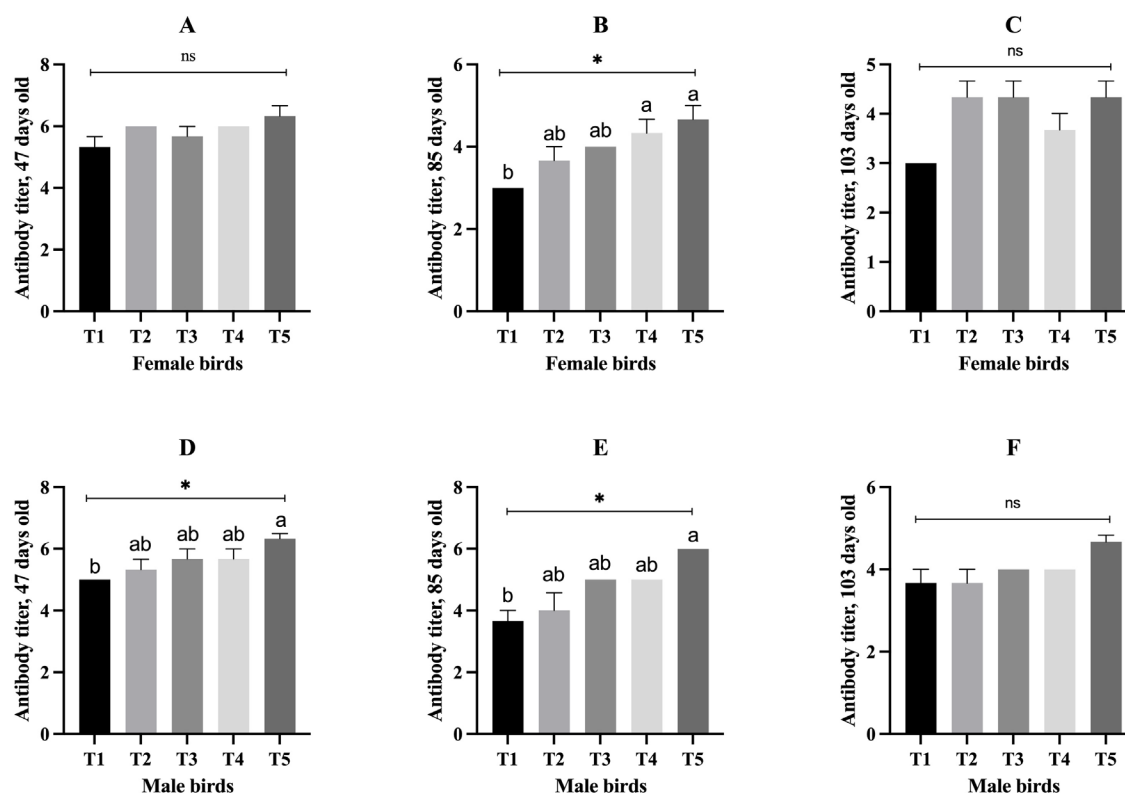 A
Antibody titer, 47 days old
8
6
4
2
0
ns
T1 T2 T3 T4 T5
Female birds
B
Antibody titer, 85 days old
6
4
2
0
*
b ab ab a a
T1 T2 T3 T4 T5
Female birds
C
Antibody titer, 103 days old
5
4
3
2
1
0
ns
T1 T2 T3 T4 T5
Female birds
D
Antibody titer, 47 days old
8
6
4
2
0
*
b ab ab ab a
T1 T2 T3 T4 T5
Male birds
E
Antibody titer, 85 days old
8
6
4
2
0
*
b ab ab ab a
T1 T2 T3 T4 T5
Male birds
F
Antibody titer, 103 days old
6
4
2
0
ns
T1 T2 T3 T4 T5
Male birds